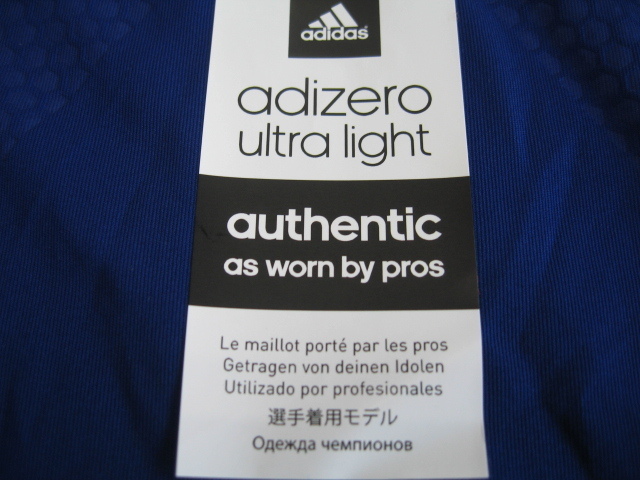 adidas
adizero
ultra light
authentic
as worn by pros
Le maillot porté par les pros
Getragen von deinen Idolen
Utilizado por profesionales
選手着用モデル
Одежда чемпионов